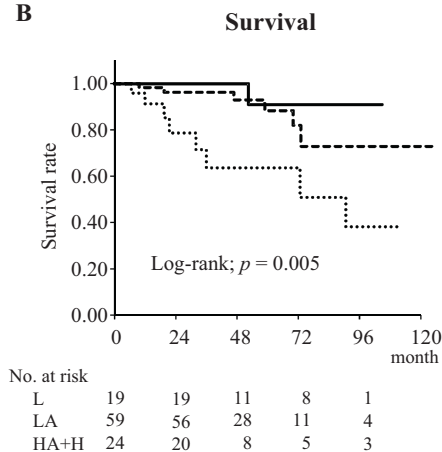 B
Survival
Survival rate
1.00
0.80
0.60
0.40
0.20
0.00
Log-rank; p = 0.005
0 24 48 72 96 120
month
No. at risk
L 19 19 11 8 1
LA 59 56 28 11 4
HA+H 24 20 8 5 3